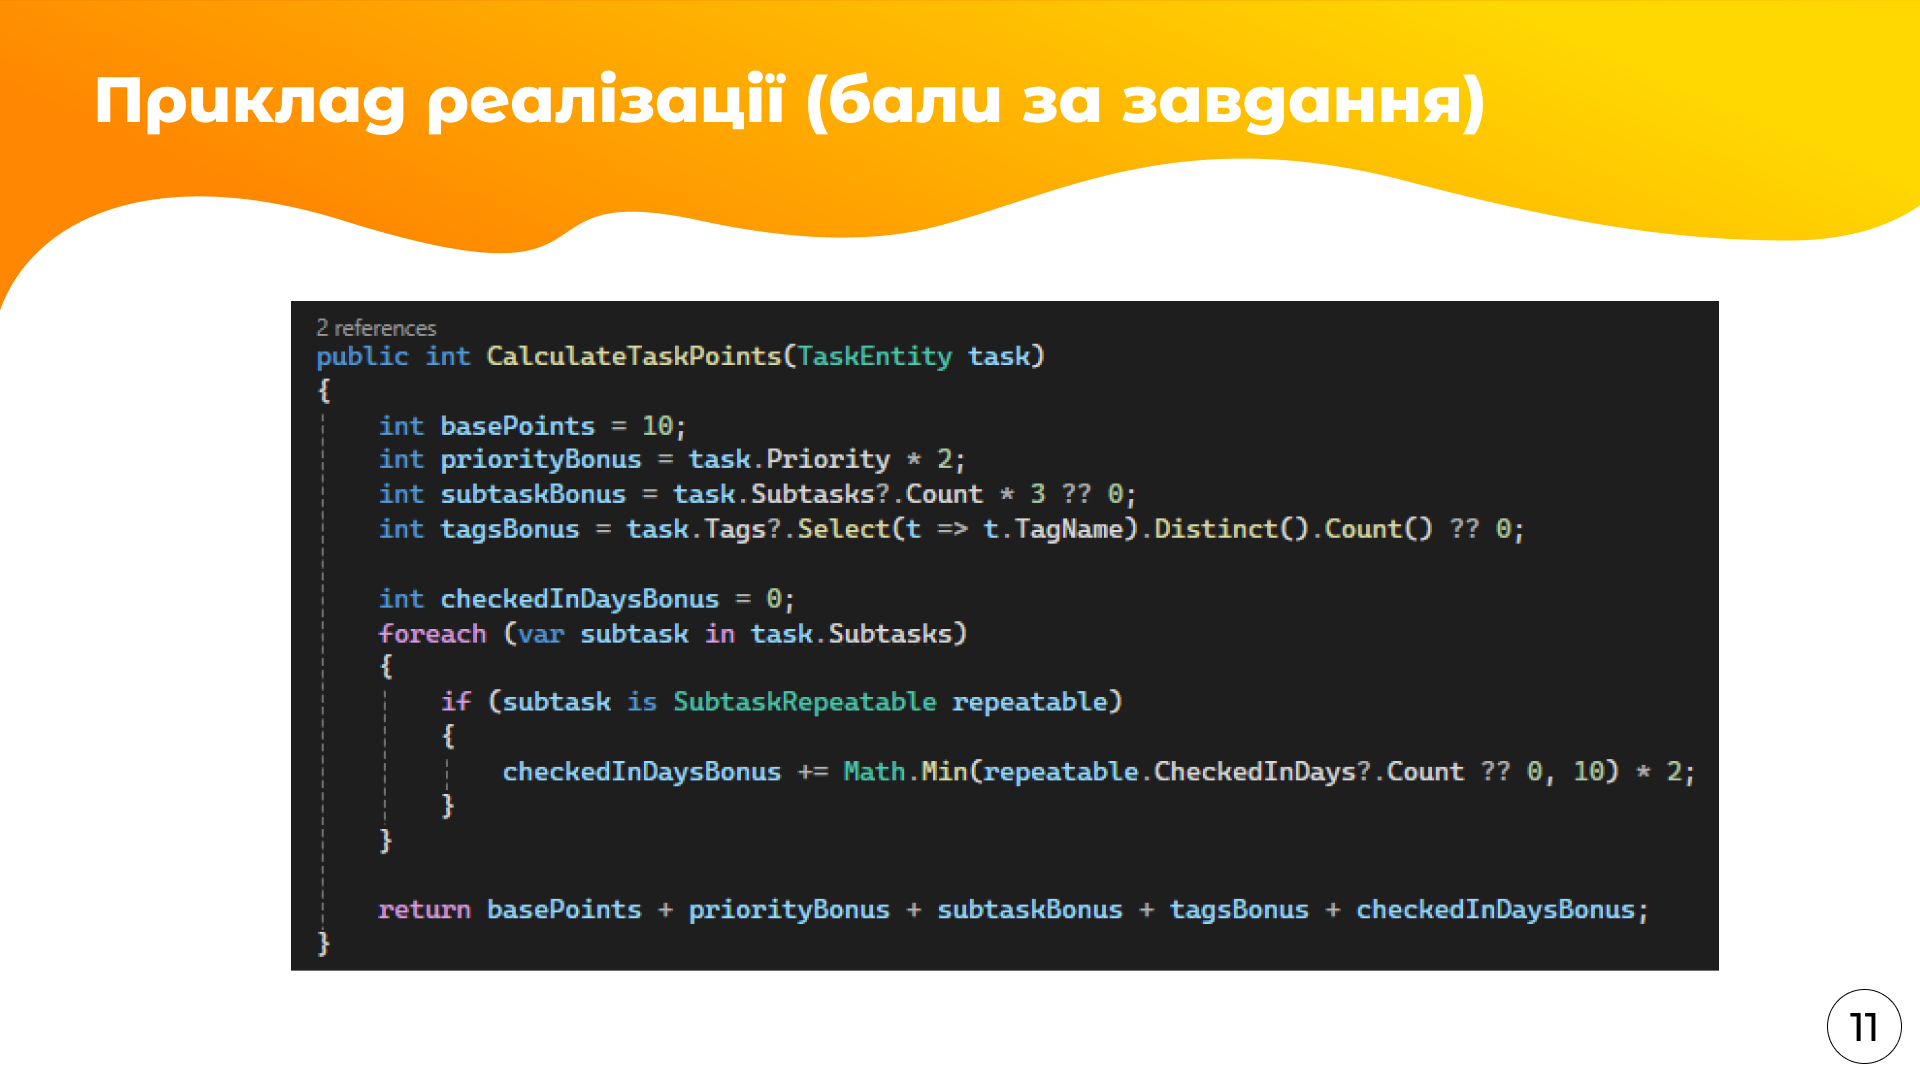 Приклад реалізації (бали за завдання)
2 references
public int CalculateTaskPoints(TaskEntity task)
{
    int basePoints = 10;
    int priorityBonus = task.Priority * 2;
    int subtaskBonus = task.Subtasks?.Count * 3 ?? 0;
    int tagsBonus = task.Tags?.Select(t => t.TagName).Distinct().Count() ?? 0;
    int checkedInDaysBonus = 0;
    foreach (var subtask in task.Subtasks)
    {
        if (subtask is SubtaskRepeatable repeatable)
        {
            checkedInDaysBonus += Math.Min(repeatable.CheckedInDays?.Count ?? 0, 10) * 2;
        }
    }
    return basePoints + priorityBonus + subtaskBonus + tagsBonus + checkedInDaysBonus;
}
11